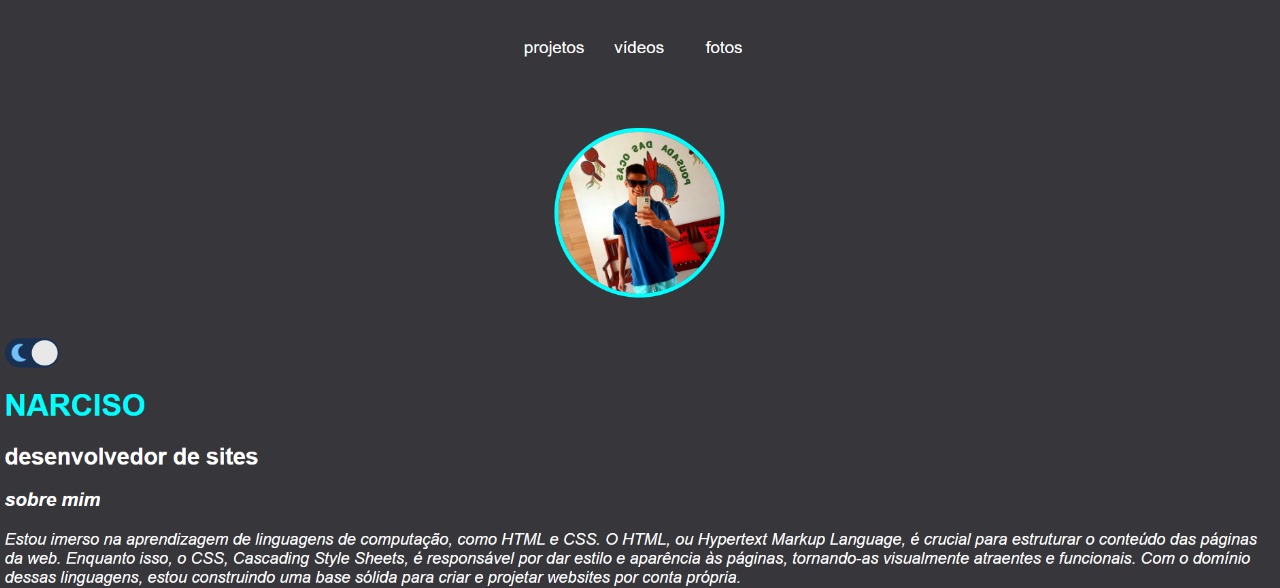 projetos vídeos fotos
POUSADA DAS OCAS
NARCISO
desenvolvedor de sites
sobre mim
Estou imerso na aprendizagem de linguagens de computação, como HTML e CSS. O HTML, ou Hypertext Markup Language, é crucial para estruturar o conteúdo das páginas
da web. Enquanto isso, o CSS, Cascading Style Sheets, é responsável por dar estilo e aparência às páginas, tornando-as visualmente atraentes e funcionais. Com o domínio
dessas linguagens, estou construindo uma base sólida para criar e projetar websites por conta própria.